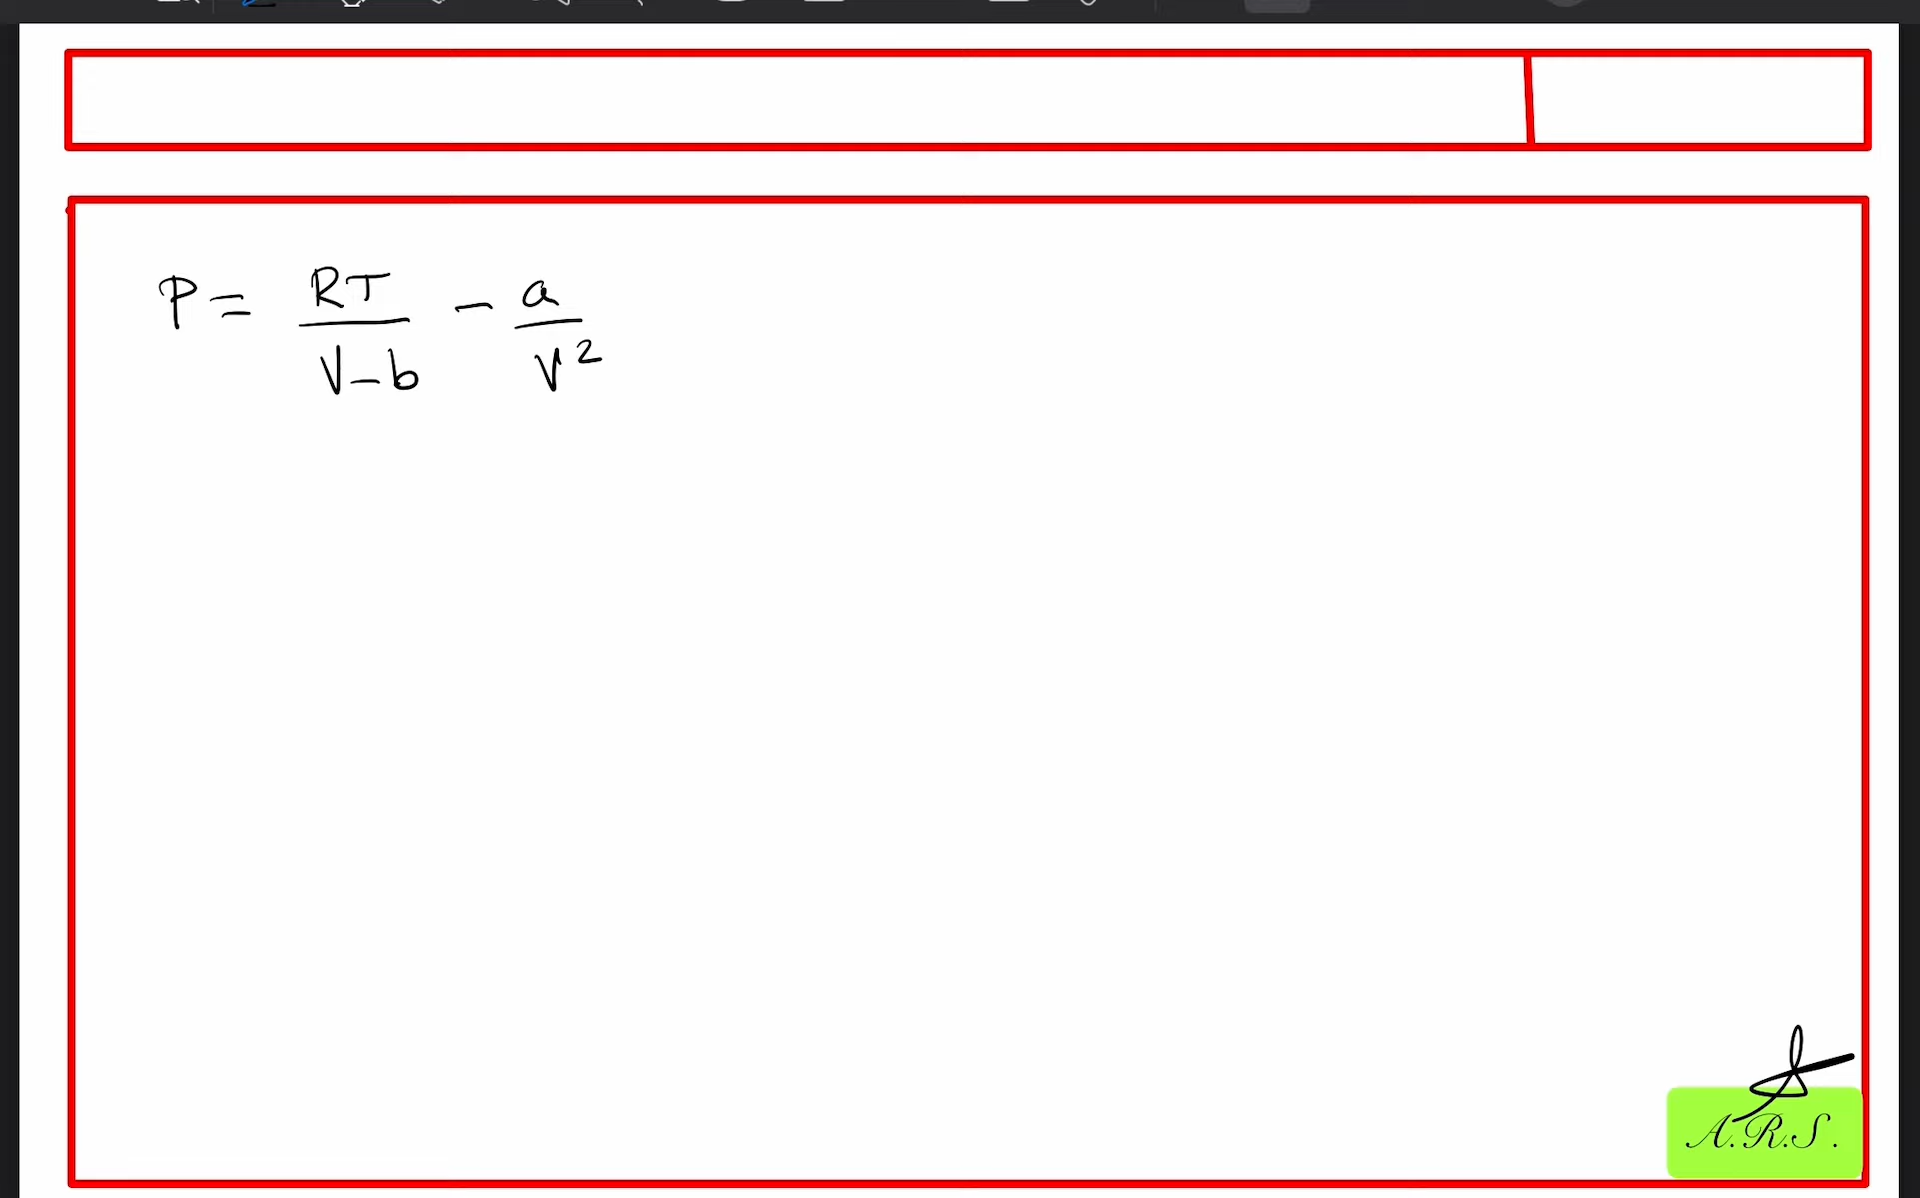 P = RT/V-b - a/V²
A.R.S.